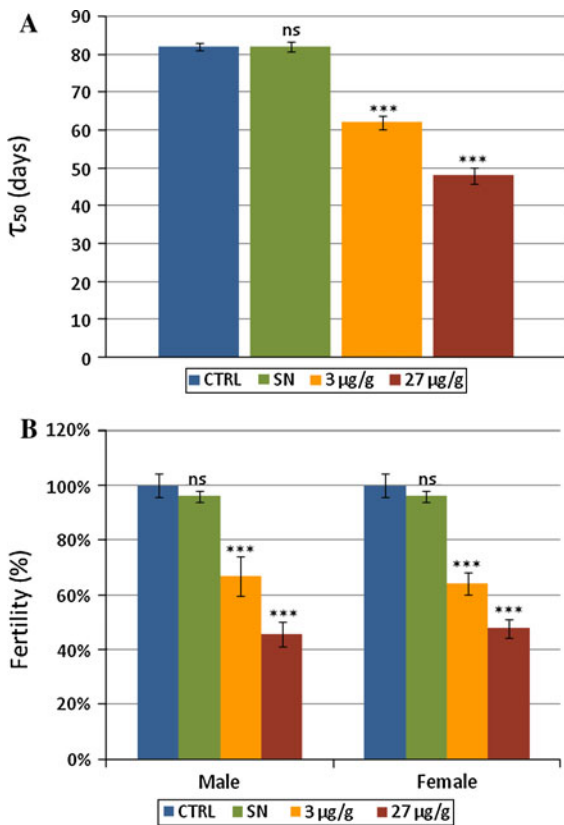 A
90
80
70
60
50
40
30
20
10
0
τ50 (days)
ns
***
***
CTRL SN 3 µg/g 27 µg/g
B
120%
100%
80%
60%
40%
20%
0%
Fertility (%)
ns
***
***
ns
***
***
Male Female
CTRL SN 3 µg/g 27 µg/g